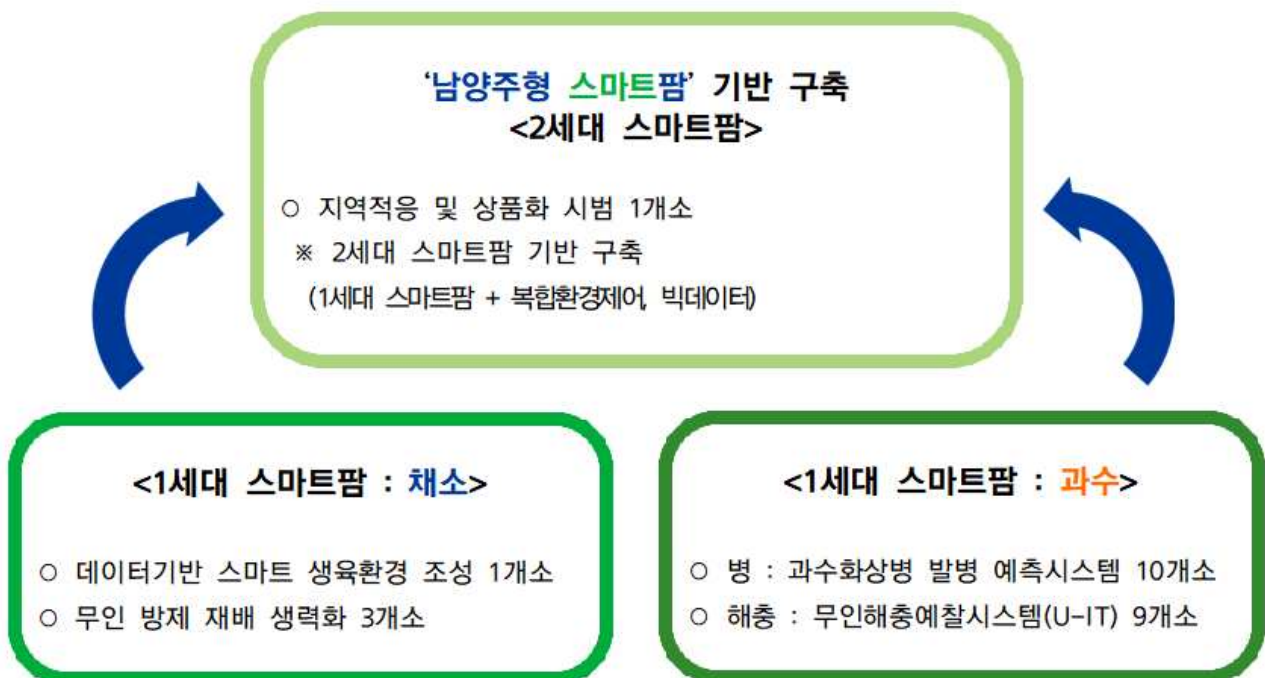 ‘남양주형 스마트팜’ 기반 구축
<2세대 스마트팜>
○ 지역적응 및 상품화 시범 1개소
※ 2세대 스마트팜 기반 구축
(1세대 스마트팜 + 복합환경제어, 빅데이터)
<1세대 스마트팜 : 채소>
○ 데이터기반 스마트 생육환경 조성 1개소
○ 무인 방제 재배 생력화 3개소
<1세대 스마트팜 : 과수>
○ 병 : 과수화상병 발병 예측시스템 10개소
○ 해충 : 무인해충예찰시스템(U-IT) 9개소